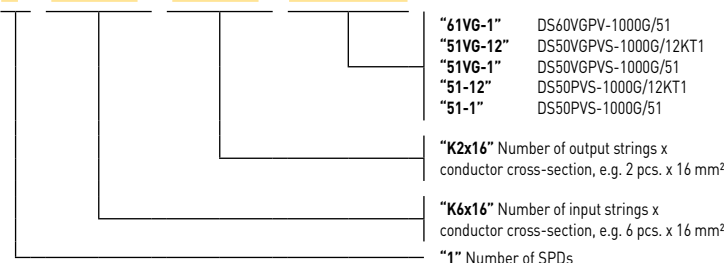 “61VG-1” DS60VGPV-1000G/51
“51VG-12” DS50VGPVS-1000G/12KT1
“51VG-1” DS50VGPVS-1000G/51
“51-12” DS50PVS-1000G/12KT1
“51-1” DS50PVS-1000G/51
“K2x16” Number of output strings x
conductor cross-section, e.g. 2 pcs. x 16 mm²
“K6x16” Number of input strings x
conductor cross-section, e.g. 6 pcs. x 16 mm²
“1” Number of SPDs